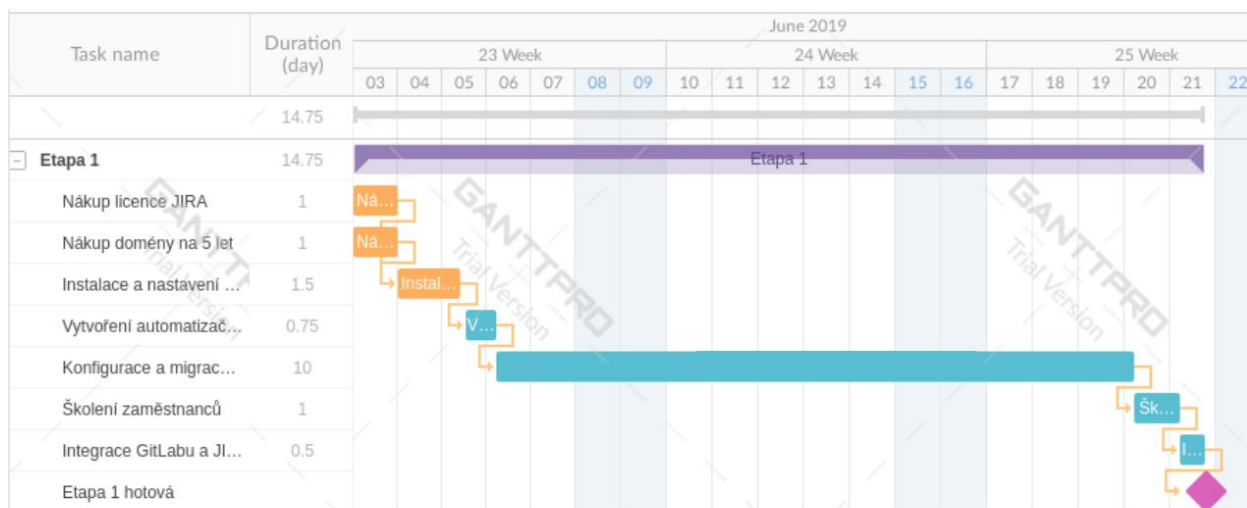 June 2019
Task name Duration (day) 23 Week 24 Week 25 Week
03 04 05 06 07 08 09 10 11 12 13 14 15 16 17 18 19 20 21 22
14.75
Etapa 1 14.75 Etapa 1
Nákup licence JIRA 1 Ná...
Nákup domény na 5 let 1 Ná...
Instalace a nastavení ... 1.5 Instal...
Vytvoření automatizač... 0.75 V...
Konfigurace a migrac... 10
Školení zaměstnanců 1 Šk...
Integrace GitLabu a JI... 0.5 I...
Etapa 1 hotová
GANTTPRO
Trial Version
GANTTPRO
Trial Version
GANTTPRO
Trial Version